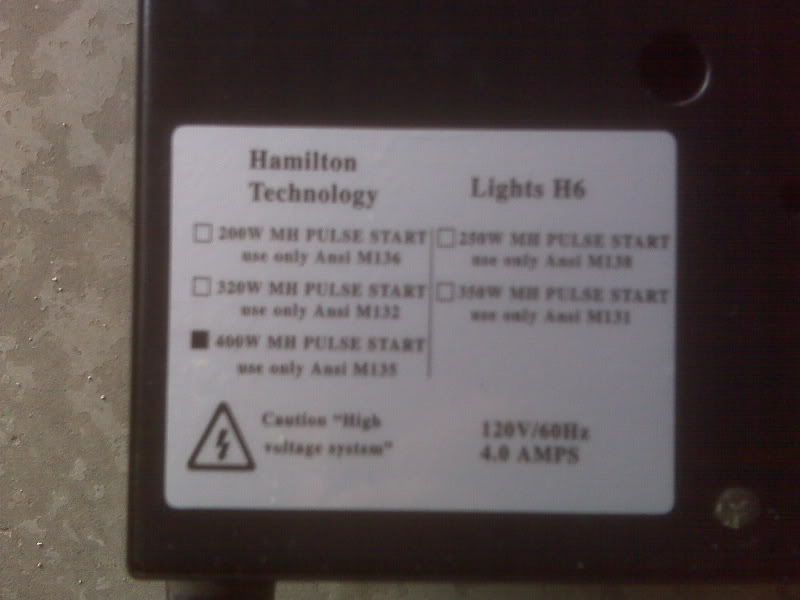 Hamilton
Technology
Lights H6
200W MH PULSE START
use only Ansi M136
320W MH PULSE START
use only Ansi M132
400W MH PULSE START
use only Ansi M135
250W MH PULSE START
use only Ansi M138
350W MH PULSE START
use only Ansi M131
Caution "High
voltage system"
120V/60Hz
4.0 AMPS